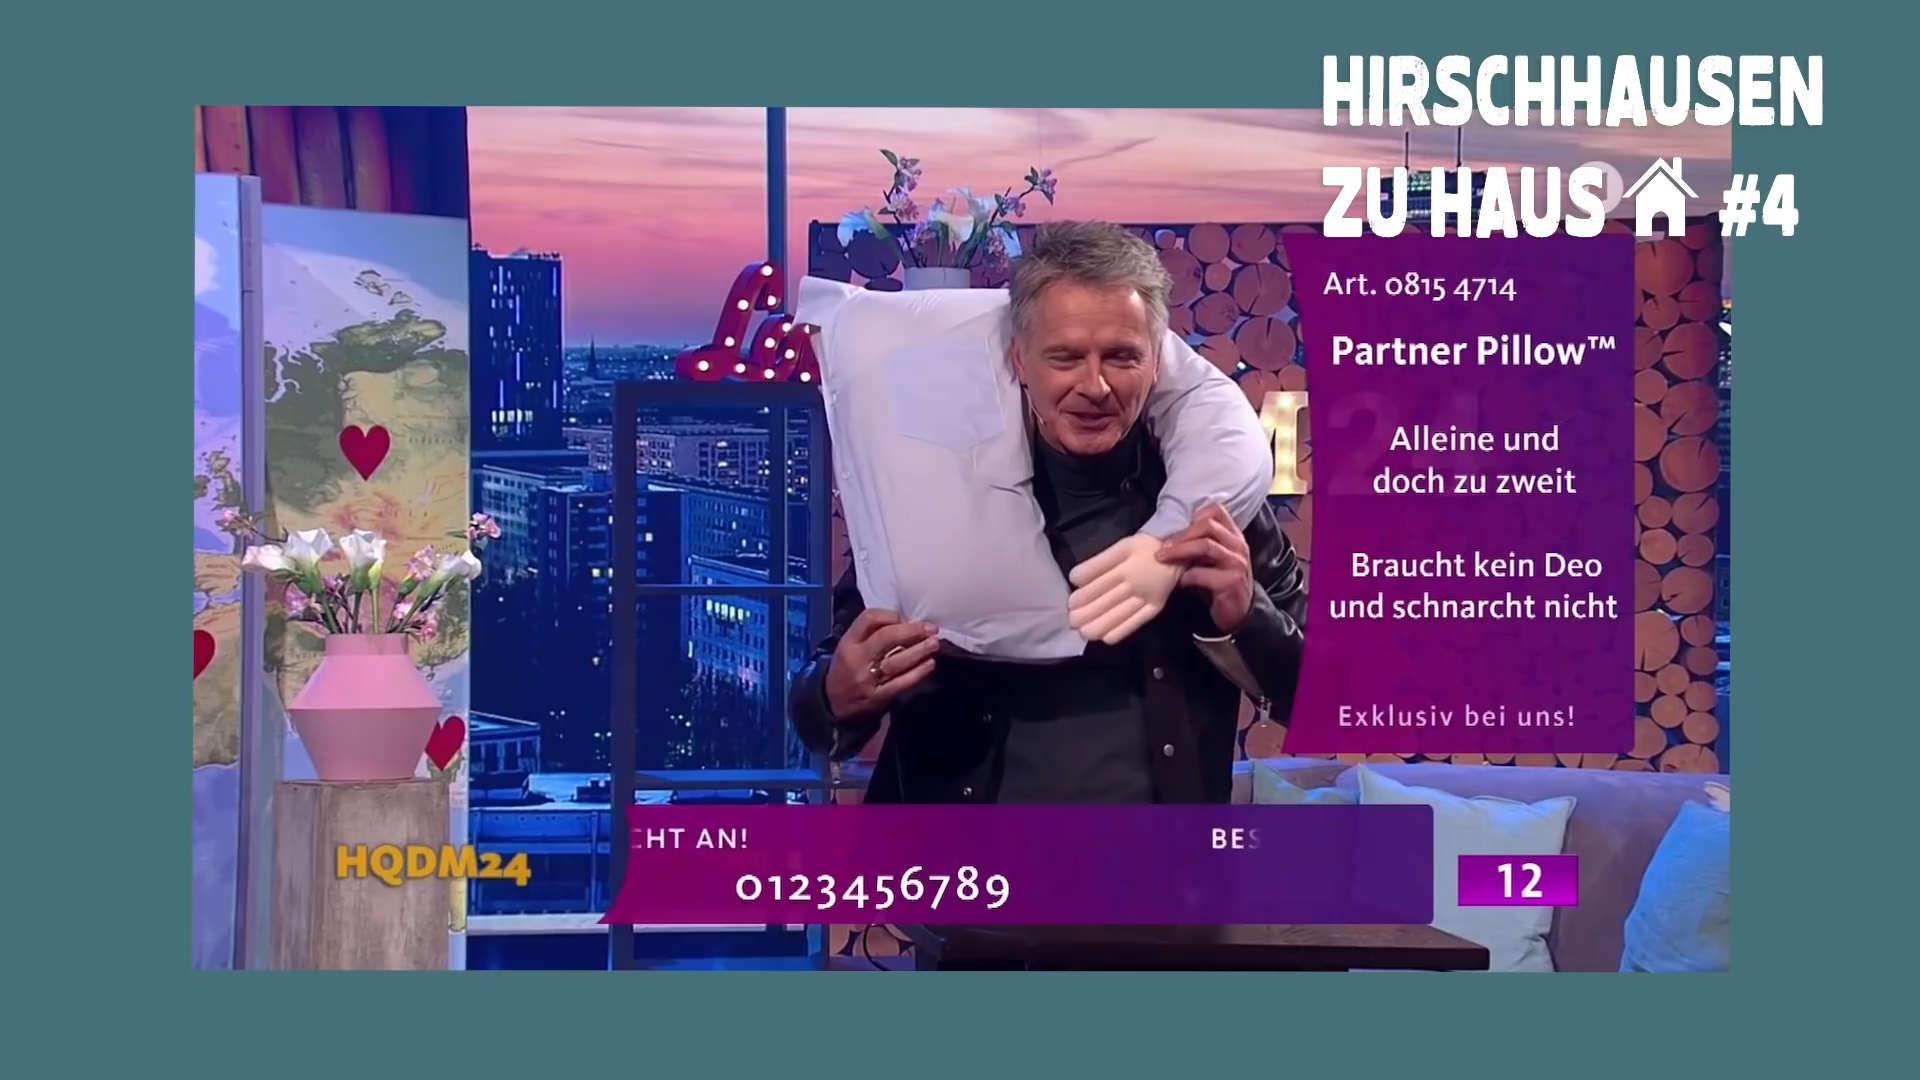 HIRSCHHAUSEN
ZU HAUS #4
Art. 0815 4714
Partner Pillow™
Alleine und
doch zu zweit
Braucht kein Deo
und schnarcht nicht
Exklusiv bei uns!
CHT AN! BES
0123456789
12
HQDM24